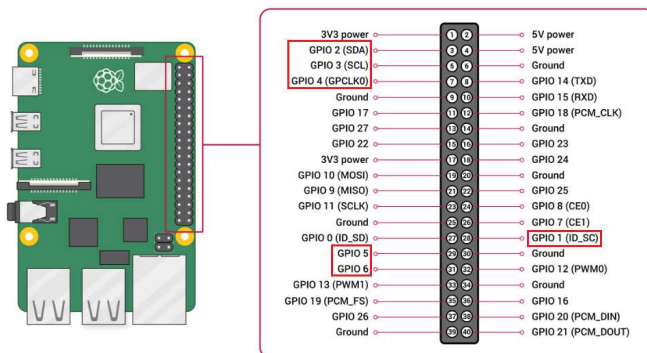 3V3 power 1 2 5V power
GPIO 2 (SDA) 3 4 5V power
GPIO 3 (SCL) 5 6 Ground
GPIO 4 (GPCLK0) 7 8 GPIO 14 (TXD)
Ground 9 10 GPIO 15 (RXD)
GPIO 17 11 12 GPIO 18 (PCM_CLK)
GPIO 27 13 14 Ground
GPIO 22 15 16 GPIO 23
3V3 power 17 18 GPIO 24
GPIO 10 (MOSI) 19 20 Ground
GPIO 9 (MISO) 21 22 GPIO 25
GPIO 11 (SCLK) 23 24 GPIO 8 (CE0)
Ground 25 26 GPIO 7 (CE1)
GPIO 0 (ID_SD) 27 28 GPIO 1 (ID_SC)
GPIO 5 29 30 Ground
GPIO 6 31 32 GPIO 12 (PWM0)
GPIO 13 (PWM1) 33 34 Ground
GPIO 19 (PCM_FS) 35 36 GPIO 16
GPIO 26 37 38 GPIO 20 (PCM_DIN)
Ground 39 40 GPIO 21 (PCM_DOUT)